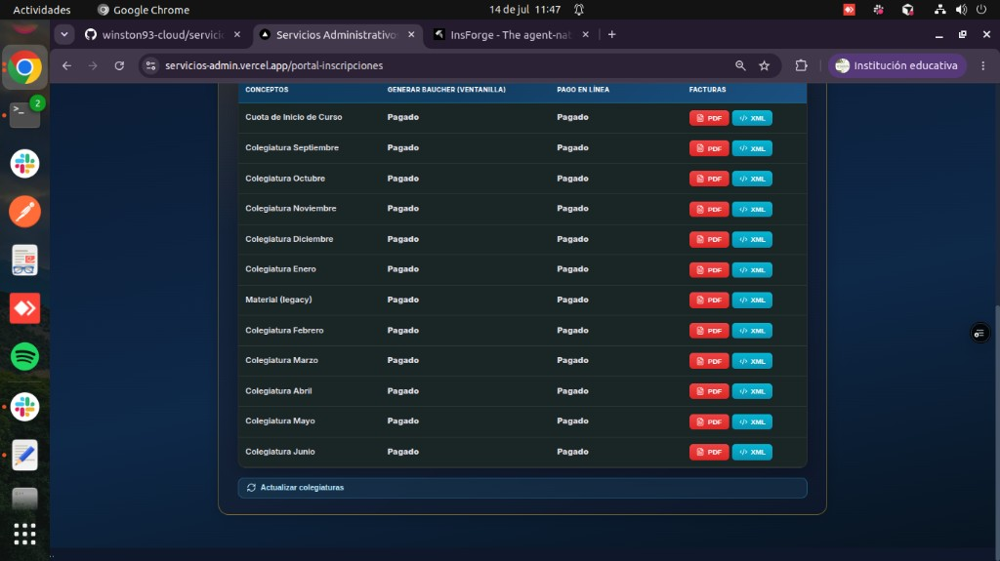 Actividades Google Chrome 14 de jul 11:47
winston93-cloud/servici Servicios Administrativo InsForge - The agent-nat
servicios-admin.vercel.app/portal-inscripciones Institución educativa
2
CONCEPTOS GENERAR BAUCHER (VENTANILLA) PAGO EN LÍNEA FACTURAS
Cuota de Inicio de Curso Pagado Pagado PDF </> XML
Colegiatura Septiembre Pagado Pagado PDF </> XML
Colegiatura Octubre Pagado Pagado PDF </> XML
Colegiatura Noviembre Pagado Pagado PDF </> XML
Colegiatura Diciembre Pagado Pagado PDF </> XML
Colegiatura Enero Pagado Pagado PDF </> XML
Material (legacy) Pagado Pagado PDF </> XML
Colegiatura Febrero Pagado Pagado PDF </> XML
Colegiatura Marzo Pagado Pagado PDF </> XML
Colegiatura Abril Pagado Pagado PDF </> XML
Colegiatura Mayo Pagado Pagado PDF </> XML
Colegiatura Junio Pagado Pagado PDF </> XML
Actualizar colegiaturas